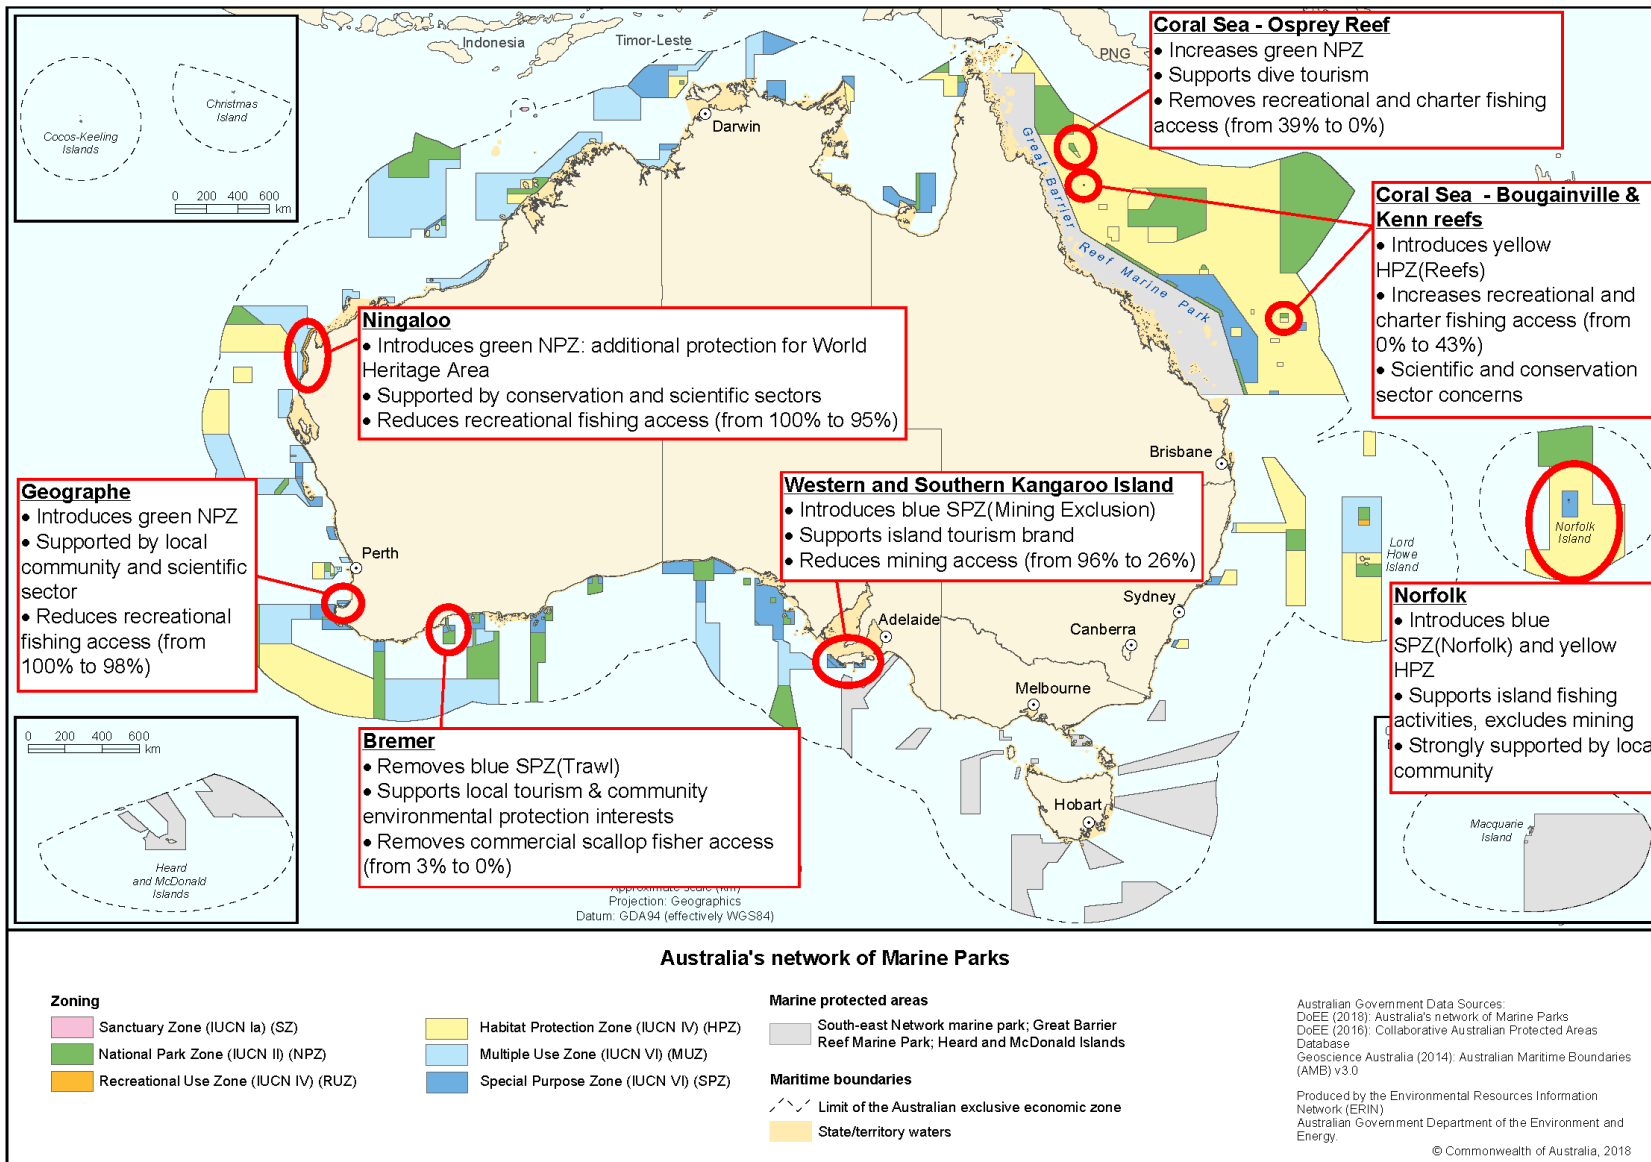 Indonesia
Timor-Leste
PNG
Cocos-Keeling
Islands
Christmas
Island
0 200 400 600
km
Darwin
Great Barrier Reef Marine Park
Coral Sea - Osprey Reef
• Increases green NPZ
• Supports dive tourism
• Removes recreational and charter fishing
access (from 39% to 0%)
Coral Sea - Bougainville &
Kenn reefs
• Introduces yellow
HPZ(Reefs)
• Increases recreational and
charter fishing access (from
0% to 43%)
• Scientific and conservation
sector concerns
Ningaloo
• Introduces green NPZ: additional protection for World
Heritage Area
• Supported by conservation and scientific sectors
• Reduces recreational fishing access (from 100% to 95%)
Geographe
• Introduces green NPZ
• Supported by local
community and scientific
sector
• Reduces recreational
fishing access (from
100% to 98%)
Perth
Western and Southern Kangaroo Island
• Introduces blue SPZ(Mining Exclusion)
• Supports island tourism brand
• Reduces mining access (from 96% to 26%)
Brisbane
Sydney
Canberra
Adelaide
Melbourne
Hobart
Lord
Howe
Island
Norfolk
Island
Norfolk
• Introduces blue
SPZ(Norfolk) and yellow
HPZ
• Supports island fishing
activities, excludes mining
• Strongly supported by loca
community
Bremer
• Removes blue SPZ(Trawl)
• Supports local tourism & community
environmental protection interests
• Removes commercial scallop fisher access
(from 3% to 0%)
0 200 400 600
km
Heard
and McDonald
Islands
Macquarie
Island
Approximate scale (km)
Projection: Geographics
Datum: GDA94 (effectively WGS84)
Australia's network of Marine Parks
Zoning
Sanctuary Zone (IUCN Ia) (SZ)
National Park Zone (IUCN II) (NPZ)
Recreational Use Zone (IUCN IV) (RUZ)
Habitat Protection Zone (IUCN IV) (HPZ)
Multiple Use Zone (IUCN VI) (MUZ)
Special Purpose Zone (IUCN VI) (SPZ)
Marine protected areas
South-east Network marine park; Great Barrier
Reef Marine Park; Heard and McDonald Islands
Maritime boundaries
Limit of the Australian exclusive economic zone
State/territory waters
Australian Government Data Sources:
DoEE (2018): Australia's network of Marine Parks
DoEE (2016): Collaborative Australian Protected Areas
Database
Geoscience Australia (2014): Australian Maritime Boundaries
(AMB) v3.0
Produced by the Environmental Resources Information
Network (ERIN)
Australian Government Department of the Environment and
Energy.
© Commonwealth of Australia, 2018